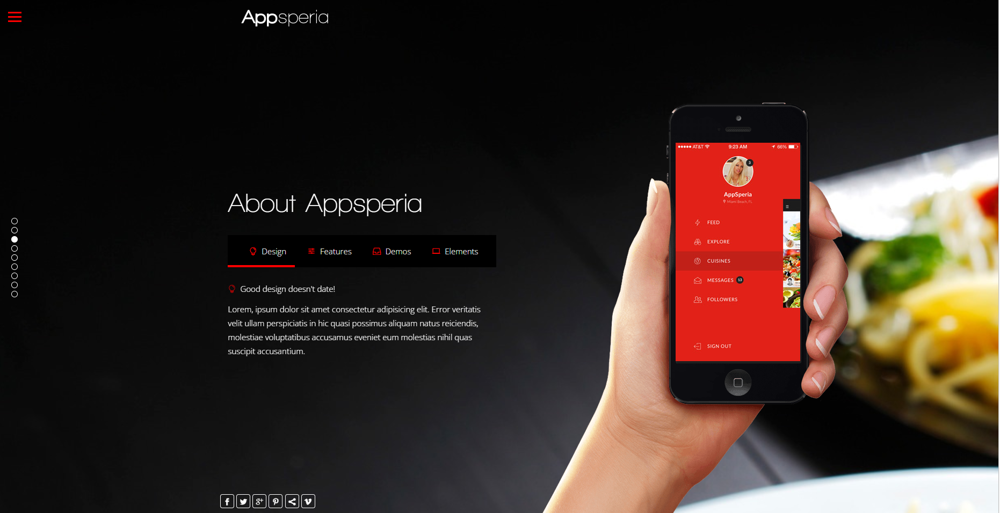 Appsperia
About Appsperia
Design Features Demos Elements
Good design doesn't date!
Lorem, ipsum dolor sit amet consectetur adipisicing elit. Error veritatis
velit ullam perspiciatis in hic quasi possimus aliquam natus reiciendis,
molestiae voluptatibus accusamus eveniet eum molestias nihil quas
suscipit accusantium.
AT&T 9:23 AM 66%
3
AppSperia
Miami Beach, FL
FEED
EXPLORE
CUISINES
MESSAGES 13
FOLLOWERS
SIGN OUT